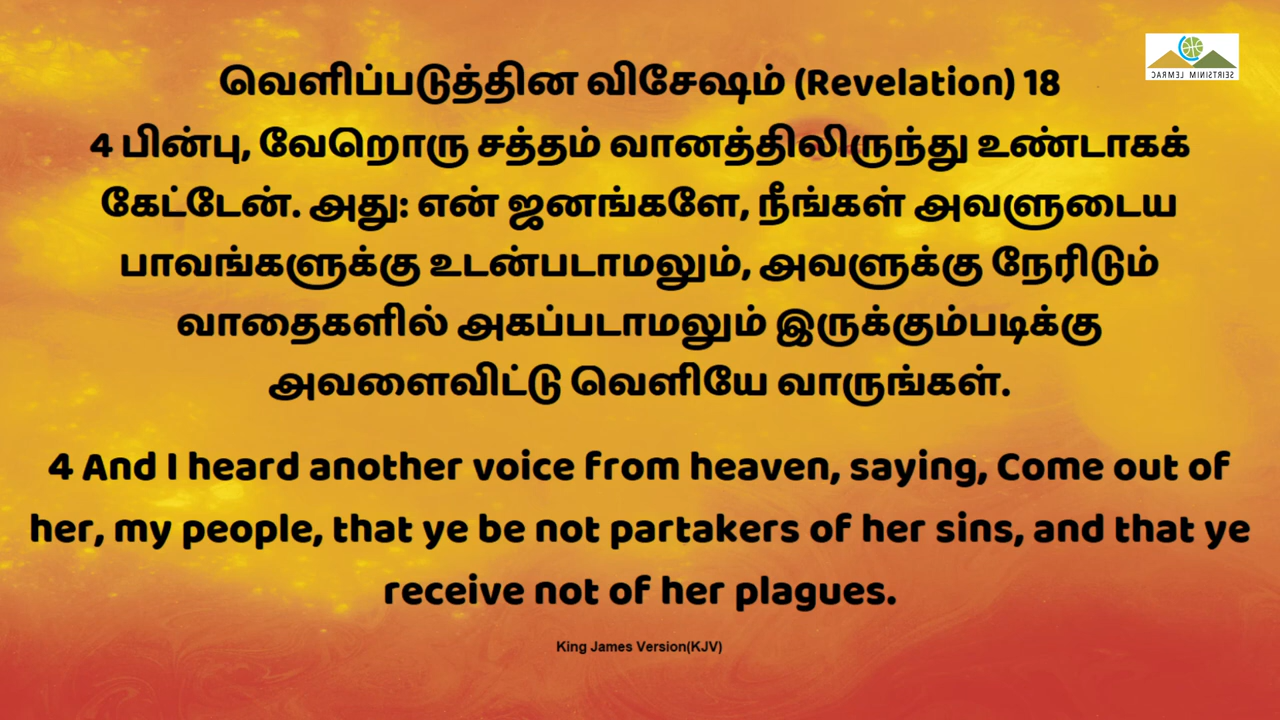 வெளிப்படுத்தின விசேஷம் (Revelation) 18
4 பின்பு, வேறொரு சத்தம் வானத்திலிருந்து உண்டாகக்
கேட்டேன். அது: என் ஜனங்களே, நீங்கள் அவளுடைய
பாவங்களுக்கு உடன்படாமலும், அவளுக்கு நேரிடும்
வாதைகளில் அகப்படாமலும் இருக்கும்படிக்கு
அவளைவிட்டு வெளியே வாருங்கள்.
4 And I heard another voice from heaven, saying, Come out of
her, my people, that ye be not partakers of her sins, and that ye
receive not of her plagues.
King James Version(KJV)
CARMEL MINISTRIES